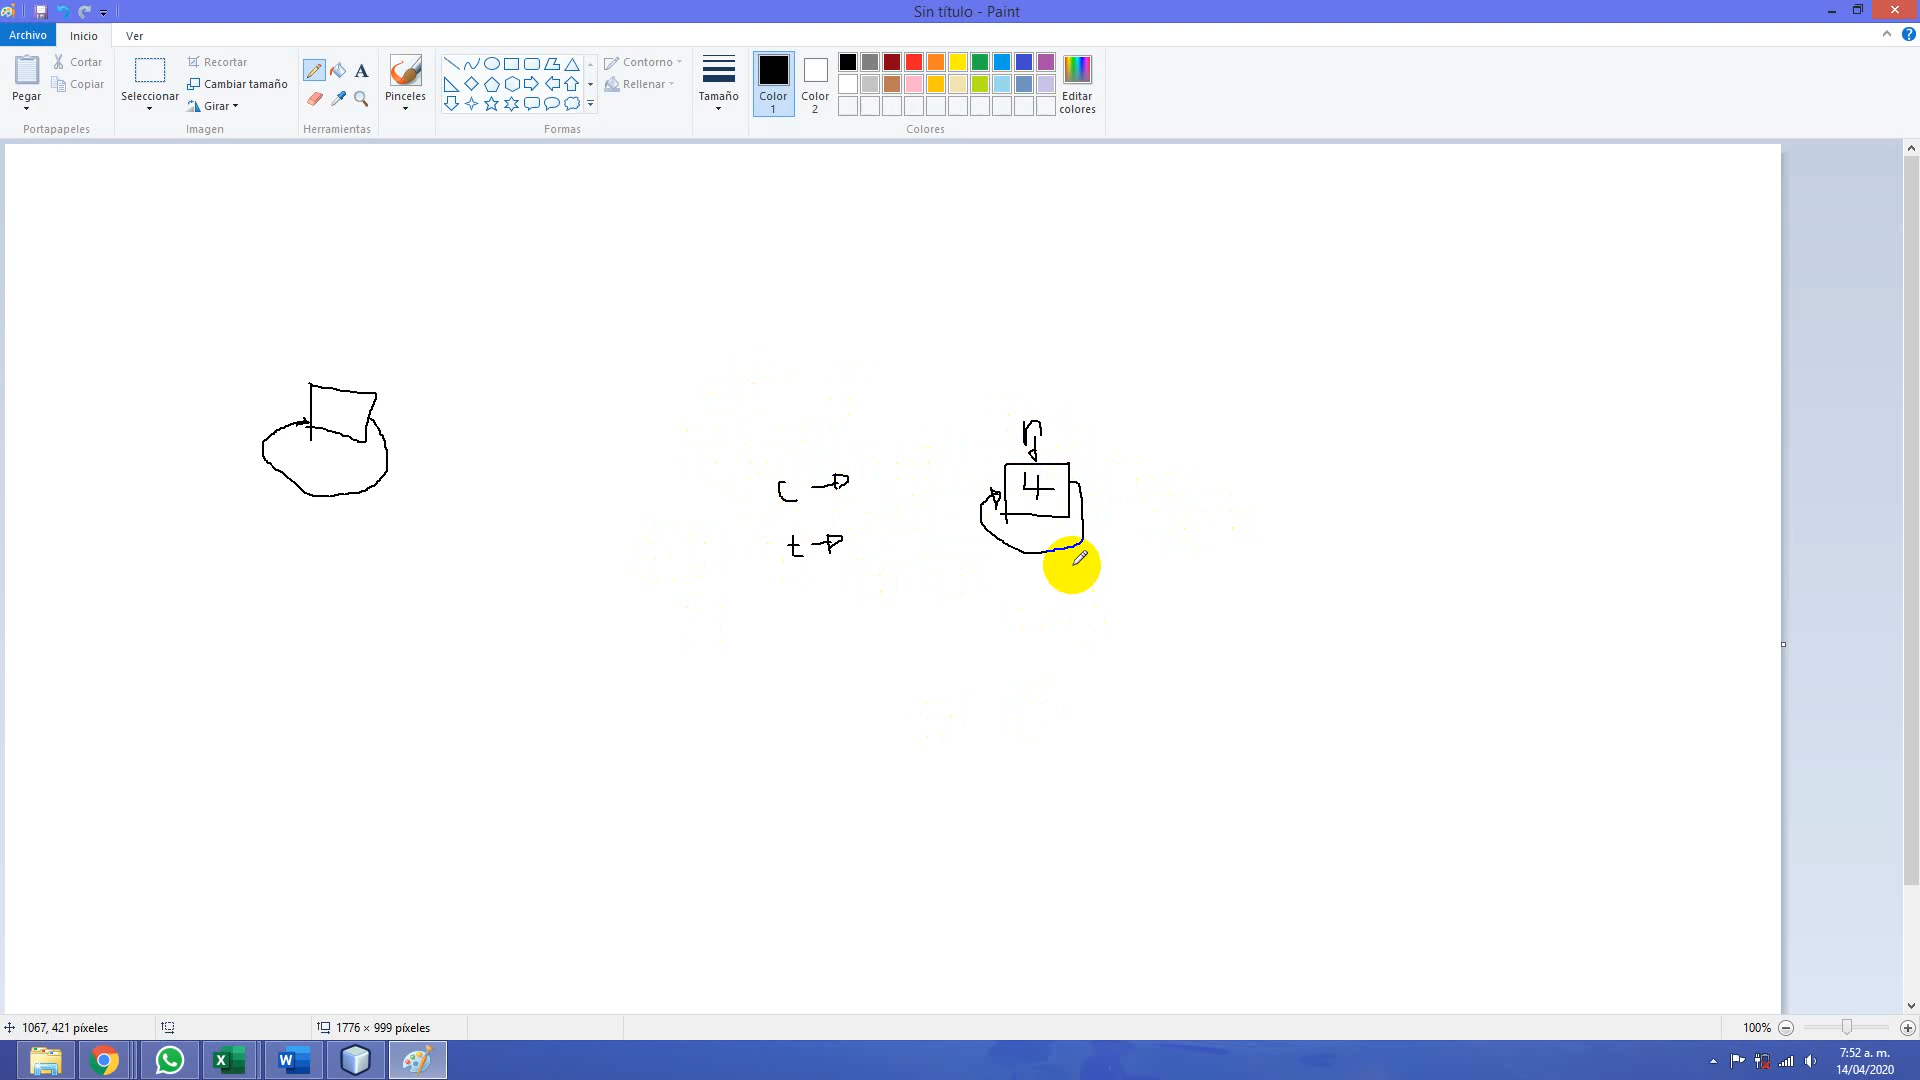 Sin título - Paint
Archivo Inicio Ver
Pegar
Cortar
Copiar
Portapapeles
Seleccionar
Recortar
Cambiar tamaño
Girar
Imagen
A
Herramientas
Pinceles
Contorno
Rellenar
Formas
Tamaño
Color 1
Color 2
Editar colores
Colores
n
4
c
t
1067, 421 píxeles
1776 × 999 píxeles
100%
7:52 a. m.
14/04/2020